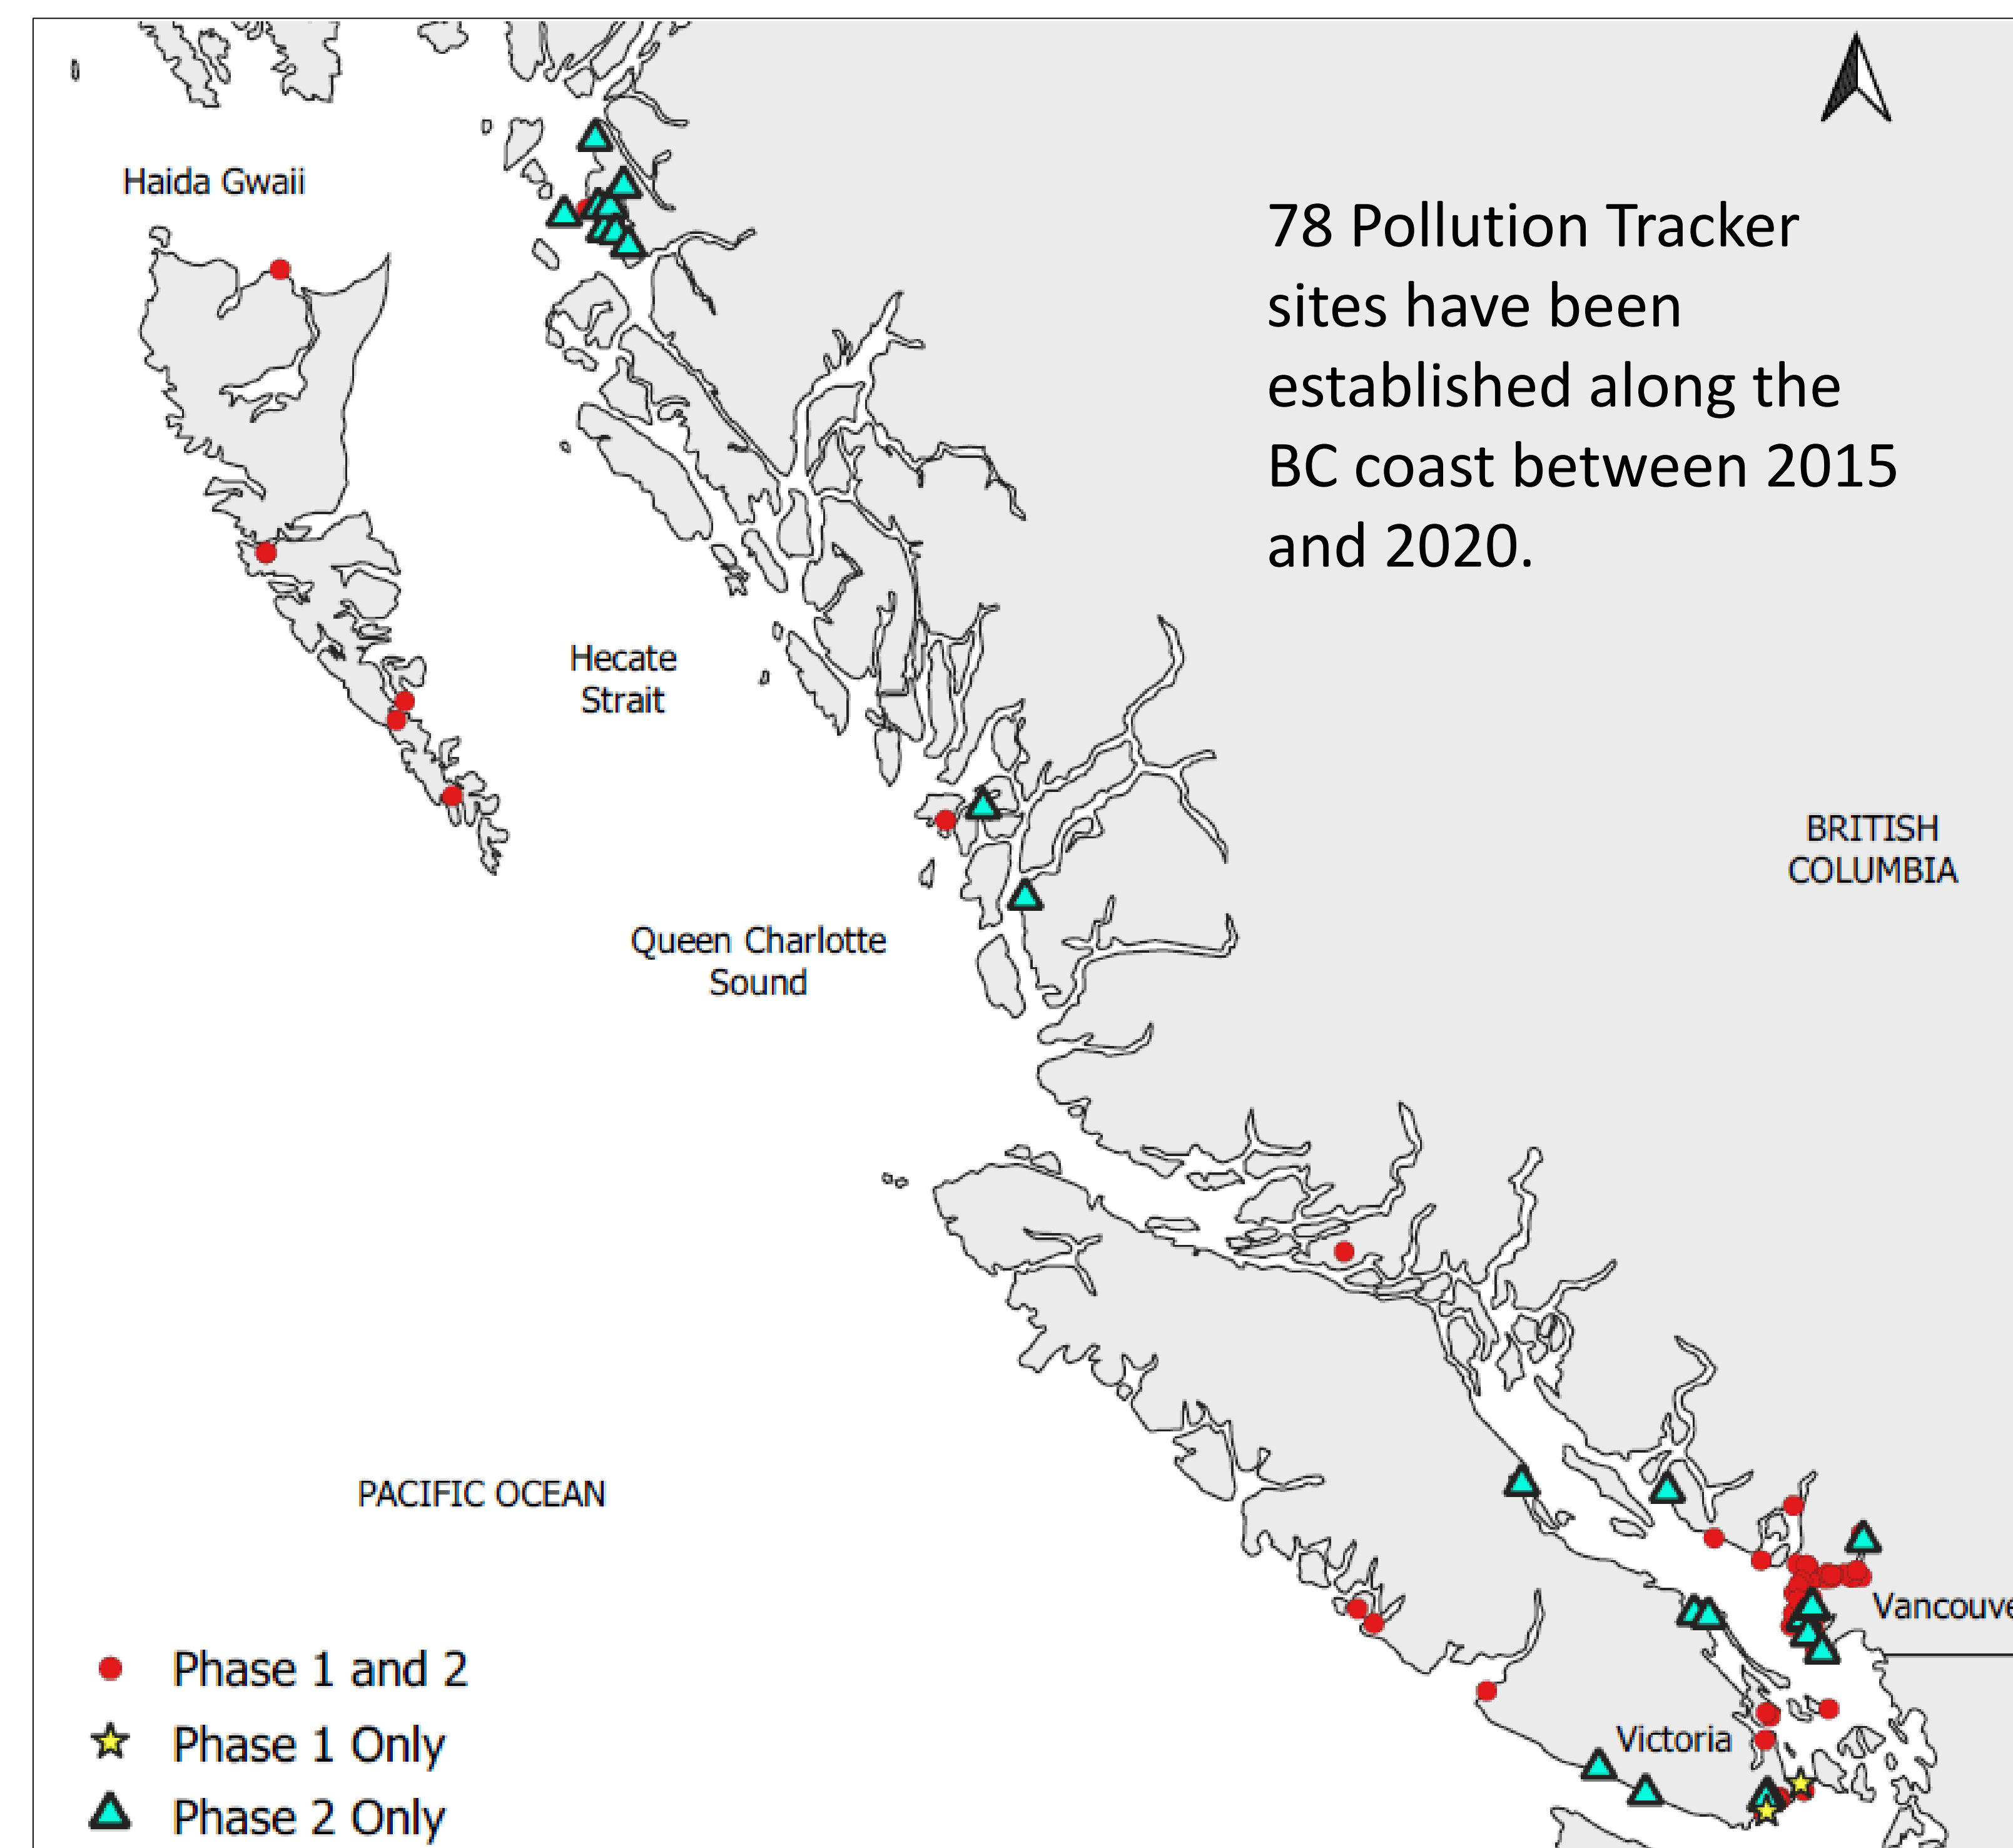 Haida Gwaii
78 Pollution Tracker
sites have been
established along the
BC coast between 2015
and 2020.
Hecate
Strait
BRITISH
COLUMBIA
Queen Charlotte
Sound
PACIFIC OCEAN
Vancouve
Victoria
Phase 1 and 2
Phase 1 Only
Phase 2 Only